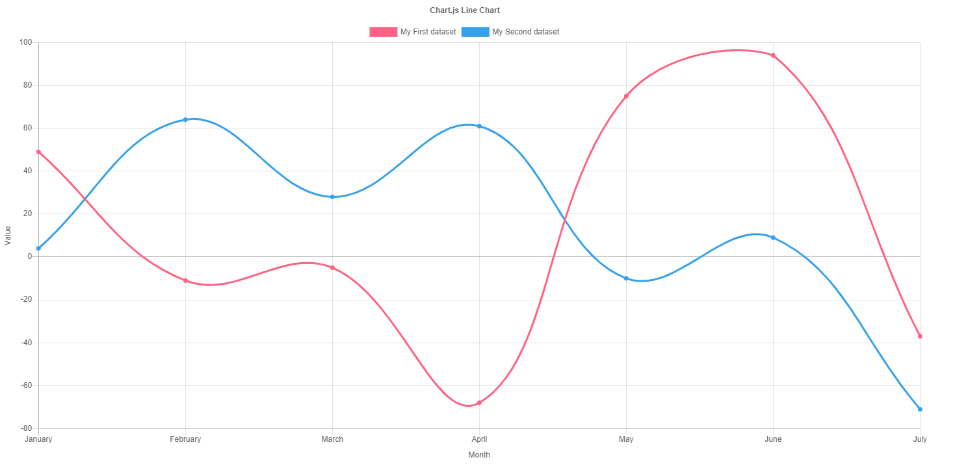 Chart.js Line Chart
My First dataset My Second dataset
100
80
60
40
20
0
-20
-40
-60
-80
Value
January February March April May June July
Month